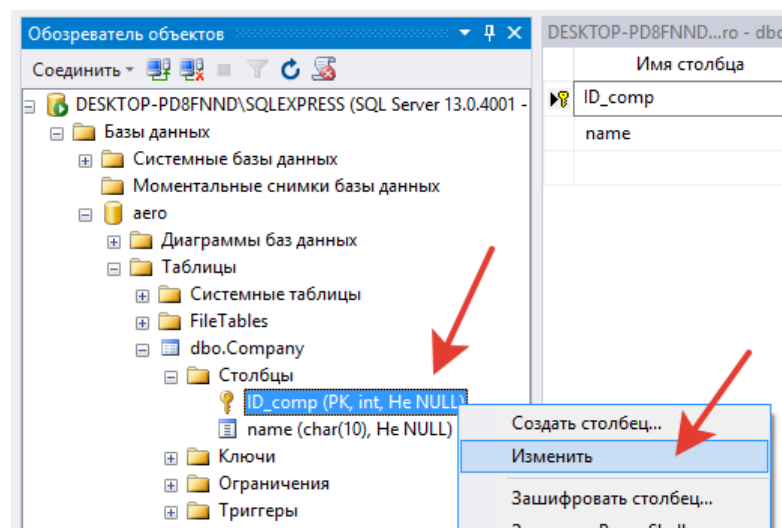 Обозреватель объектов
Соединить
DESKTOP-PD8FNND\SQLEXPRESS (SQL Server 13.0.4001 -
Базы данных
Системные базы данных
Моментальные снимки базы данных
aero
Диаграммы баз данных
Таблицы
Системные таблицы
FileTables
dbo.Company
Столбцы
ID_comp (PK, int, Не NULL)
name (char(10), Не NULL)
Ключи
Ограничения
Триггеры
DESKTOP-PD8FNND...ro - dbo
Имя столбца
ID_comp
name
Создать столбец...
Изменить
Зашифровать столбец...